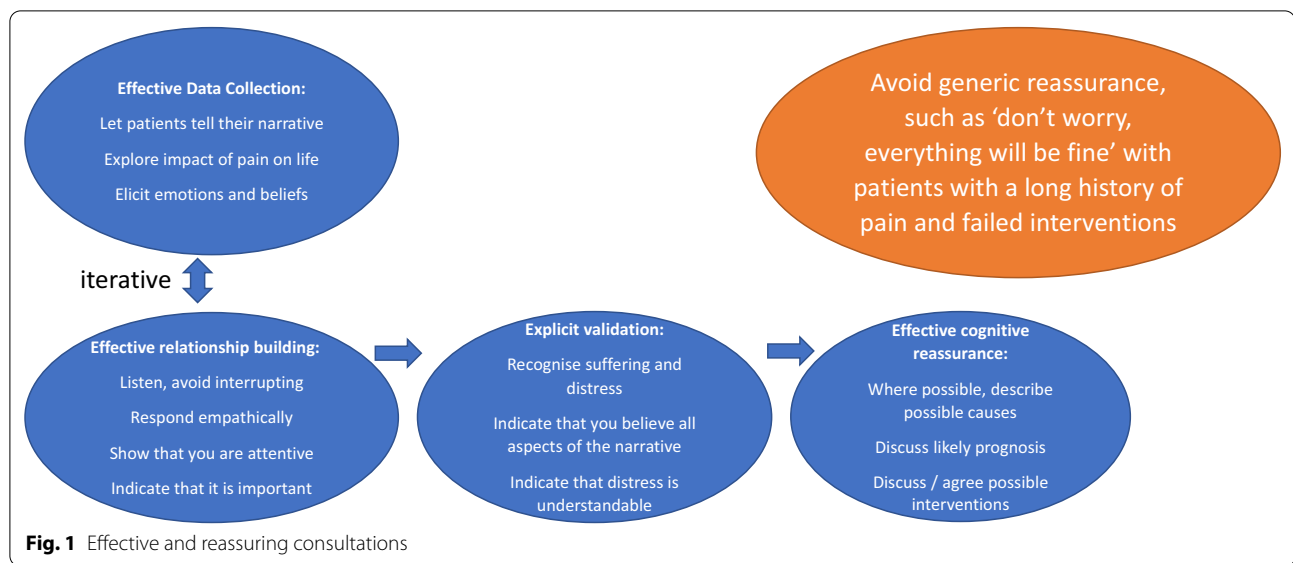 Effective Data Collection:
Let patients tell their narrative
Explore impact of pain on life
Elicit emotions and beliefs
Avoid generic reassurance,
such as ‘don’t worry,
everything will be fine’ with
patients with a long history of
pain and failed interventions
iterative
Effective relationship building:
Listen, avoid interrupting
Respond empathically
Show that you are attentive
Indicate that it is important
Explicit validation:
Recognise suffering and
distress
Indicate that you believe all
aspects of the narrative
Indicate that distress is
understandable
Effective cognitive
reassurance:
Where possible, describe
possible causes
Discuss likely prognosis
Discuss / agree possible
interventions
Fig. 1 Effective and reassuring consultations